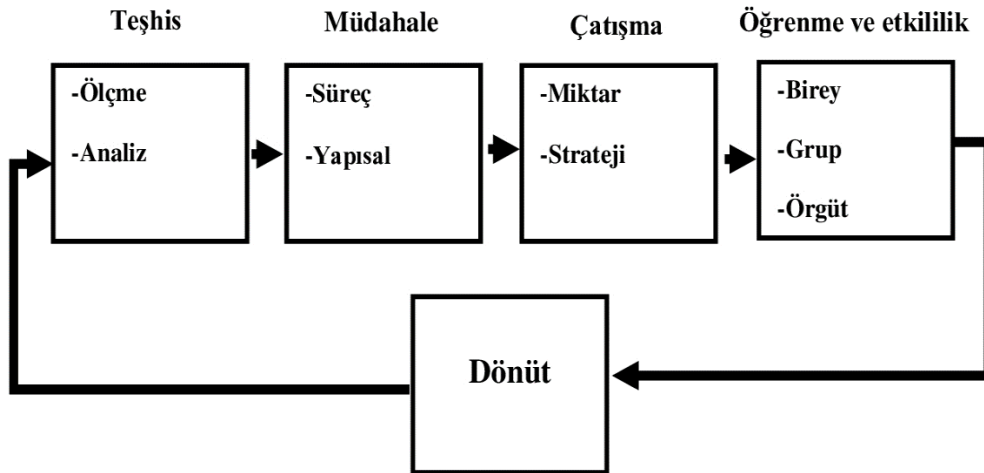 Teşhis
Müdahale
Çatışma
Öğrenme ve etkililik
-Ölçme
-Analiz
-Süreç
-Yapısal
-Miktar
-Strateji
-Birey
-Grup
-Örgüt
Dönüt